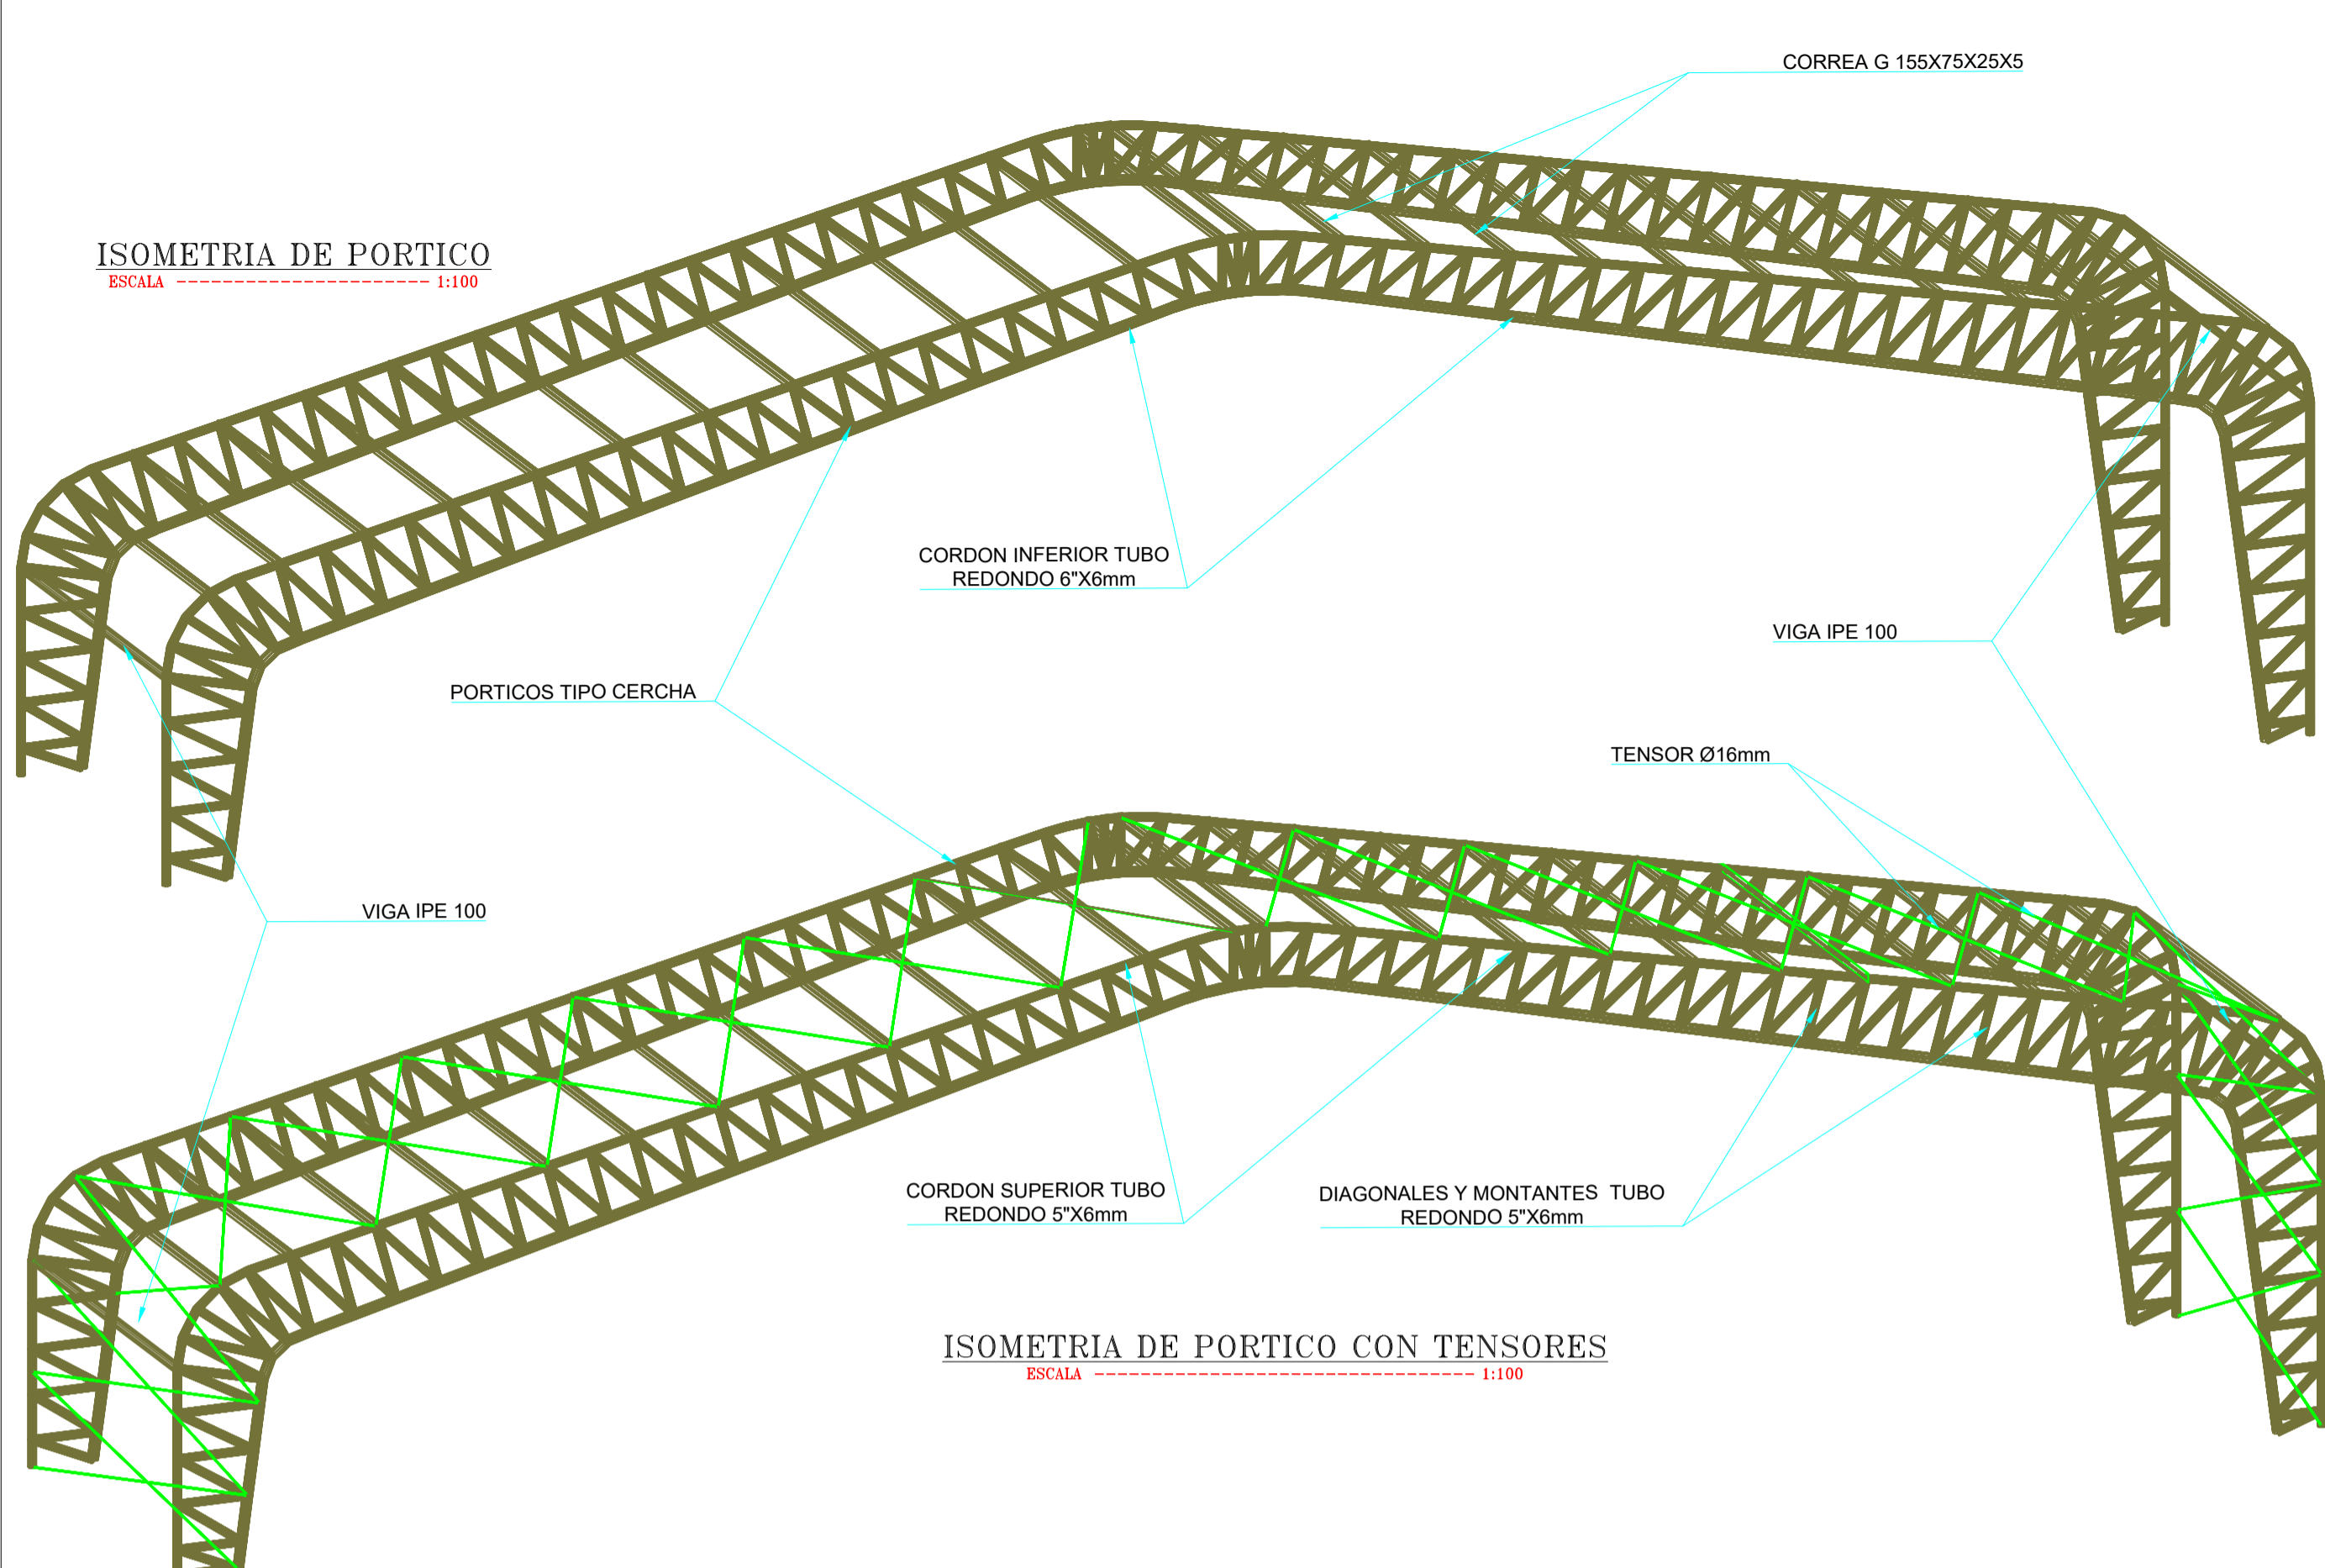 CORREA G 155X75X25X5
ISOMETRIA DE PORTICO
ESCALA ---------------------- 1:100
CORDON INFERIOR TUBO
REDONDO 6"X6mm
VIGA IPE 100
PORTICOS TIPO CERCHA
TENSOR Ø16mm
VIGA IPE 100
CORDON SUPERIOR TUBO
REDONDO 5"X6mm
DIAGONALES Y MONTANTES TUBO
REDONDO 5"X6mm
ISOMETRIA DE PORTICO CON TENSORES
ESCALA --------------------------------- 1:100